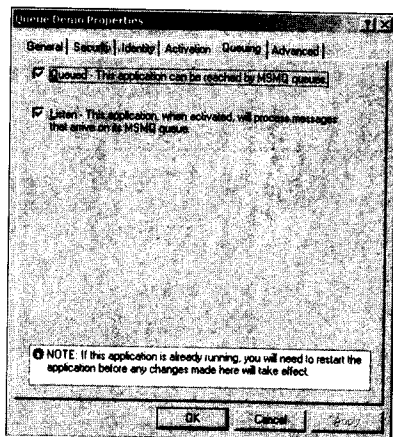 Queue Demo Properties
General Security Identity Activation Queuing Advanced
Queued - This application can be reached by MSMQ queues.
Listen - This application, when activated, will process messages
that arrive on its MSMQ queue.
NOTE: If this application is already running, you will need to restart the
application before any changes made here will take effect.
OK Cancel Apply